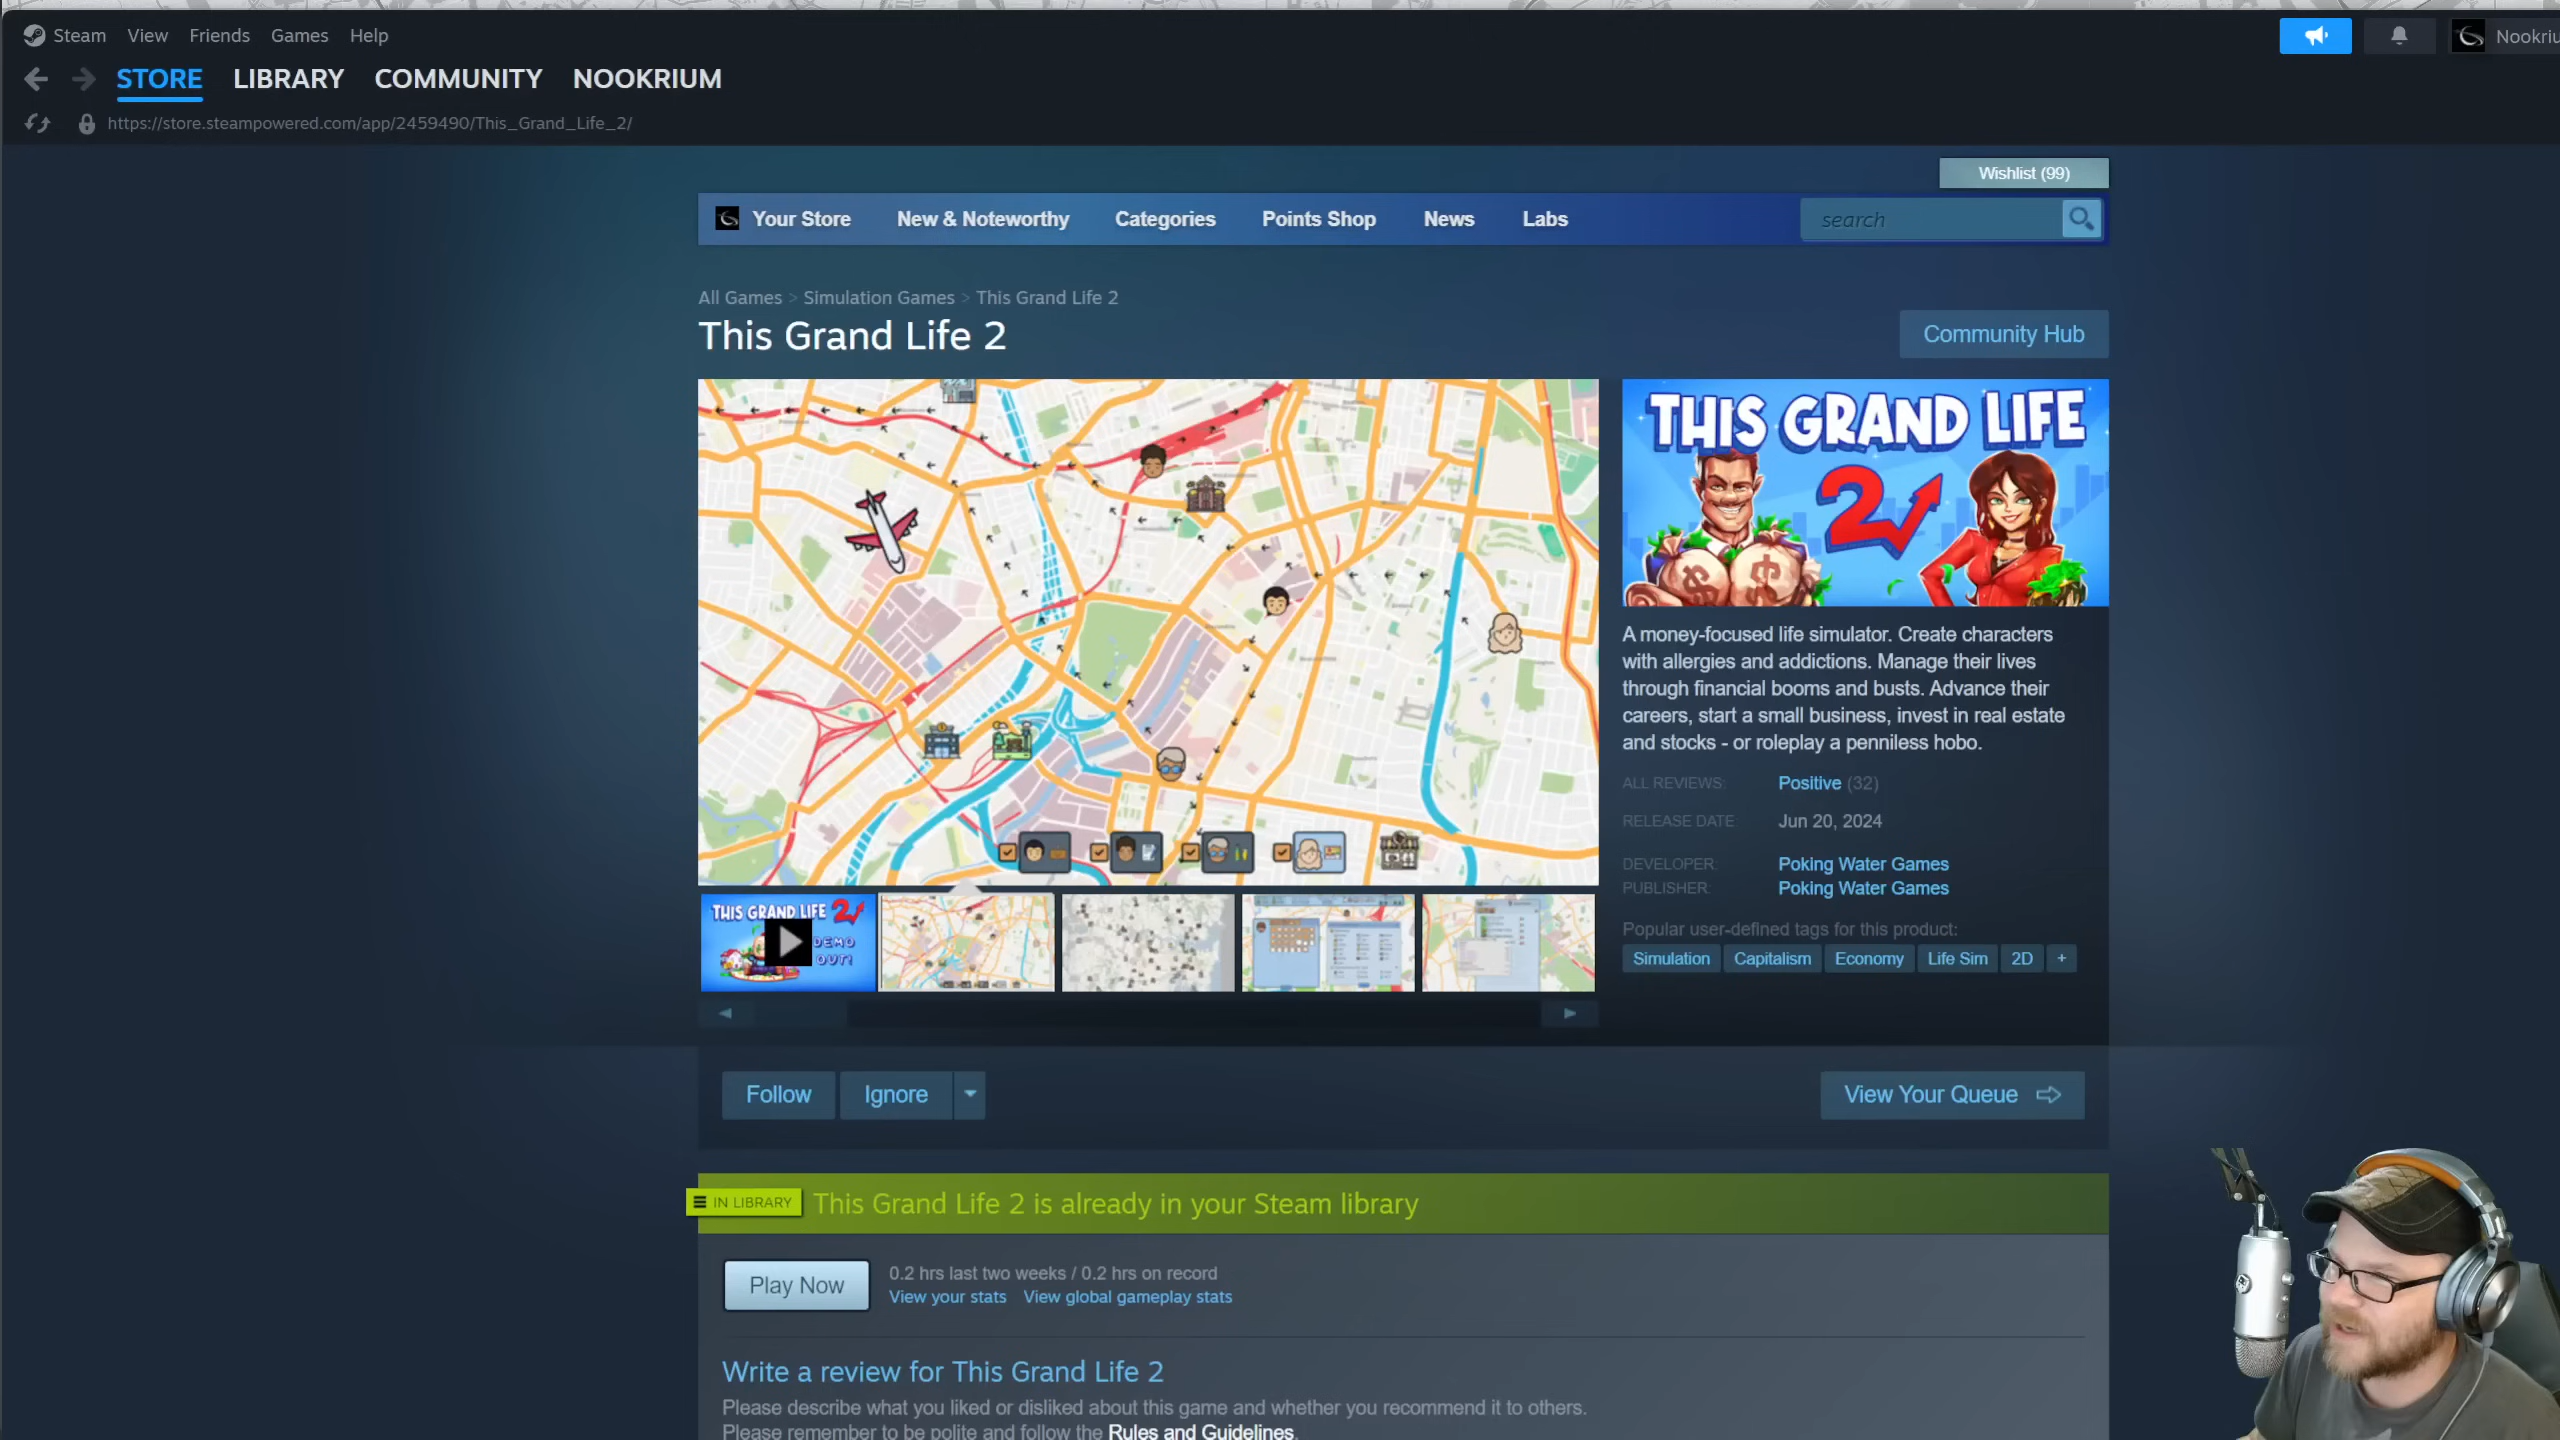 Steam View Friends Games Help
STORE LIBRARY COMMUNITY NOOKRIUM
https://store.steampowered.com/app/2459490/This_Grand_Life_2/
Wishlist (99)
Your Store New & Noteworthy Categories Points Shop News Labs
search
All Games > Simulation Games > This Grand Life 2
This Grand Life 2
Community Hub
THIS GRAND LIFE
2
A money-focused life simulator. Create characters
with allergies and addictions. Manage their lives
through financial booms and busts. Advance their
careers, start a small business, invest in real estate
and stocks - or roleplay a penniless hobo.
ALL REVIEWS: Positive (32)
RELEASE DATE: Jun 20, 2024
DEVELOPER: Poking Water Games
PUBLISHER: Poking Water Games
THIS GRAND LIFE 2
DEMO
OUT!
Popular user-defined tags for this product:
Simulation Capitalism Economy Life Sim 2D +
Follow Ignore
View Your Queue
IN LIBRARY This Grand Life 2 is already in your Steam library
Play Now
0.2 hrs last two weeks / 0.2 hrs on record
View your stats View global gameplay stats
Write a review for This Grand Life 2
Please describe what you liked or disliked about this game and whether you recommend it to others.
Please remember to be polite and follow the Rules and Guidelines.